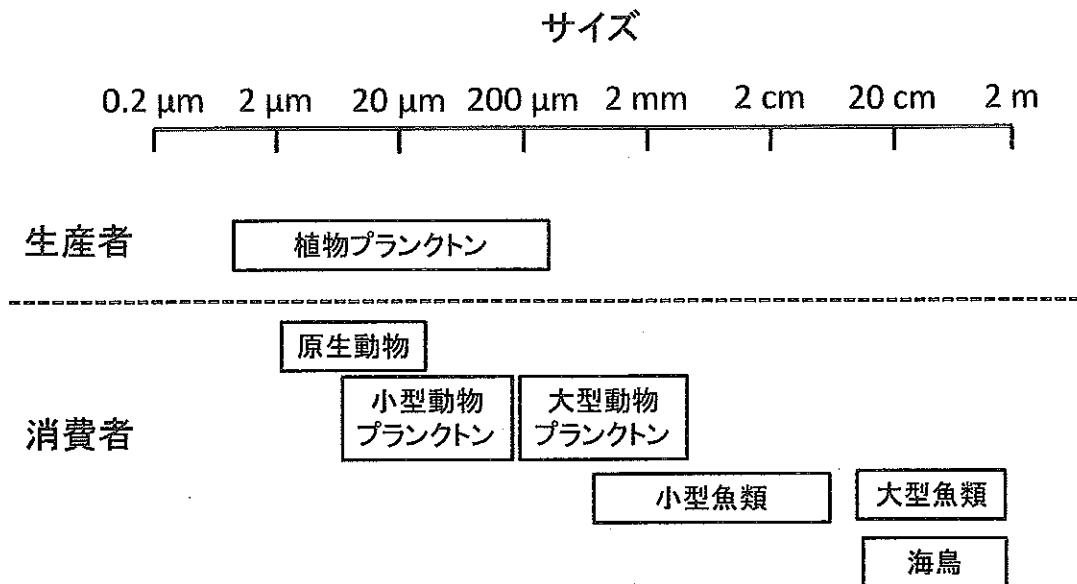 サイズ
0.2 μm 2 μm 20 μm 200 μm 2 mm 2 cm 20 cm 2 m
生産者
植物プランクトン
消費者
原生動物
小型動物
プランクトン
大型動物
プランクトン
小型魚類
大型魚類
海鳥